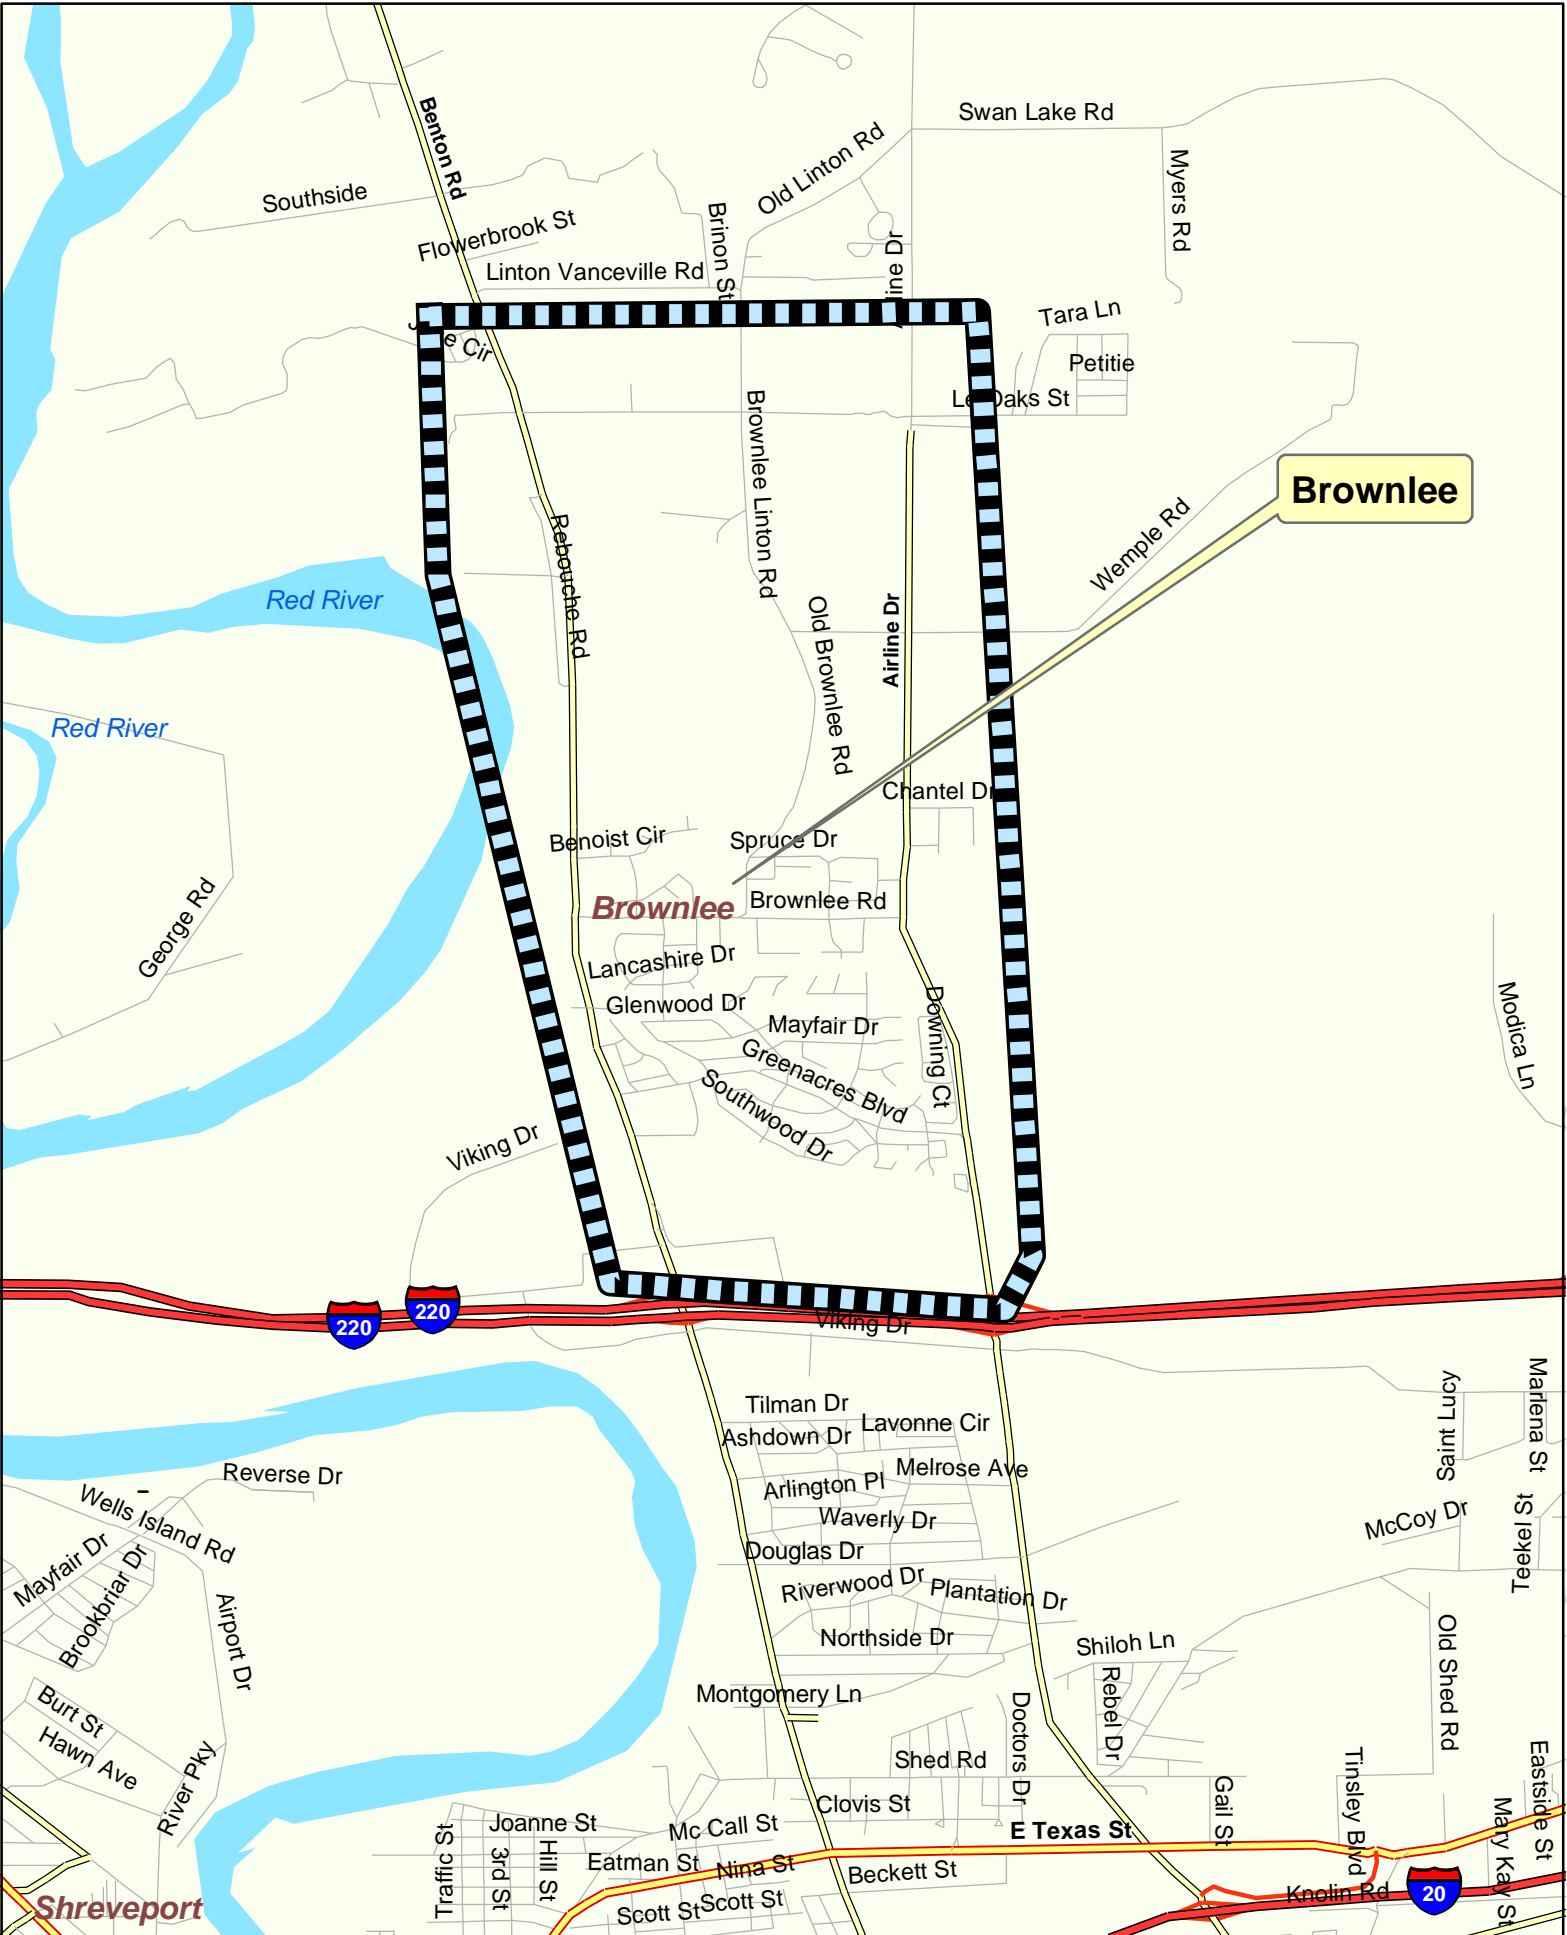 Swan Lake Rd
Benton Rd
Old Linton Rd
Myers Rd
Southside
Flowerbrook St
Brinon St
Linton Vanceville Rd
Tara Ln
Petitie
Brownlee Linton Rd
Brownlee
Wemple Rd
Rebouche Rd
Red River
Old Brownlee Rd
Airline Dr
Red River
Chantel Dr
Benoist Cir
Spruce Dr
Brownlee
Brownlee Rd
George Rd
Lancashire Dr
Glenwood Dr
Downing Ct
Mayfair Dr
Modica Ln
Greenacres Blvd
Southwood Dr
Viking Dr
220
220
Viking Dr
Tilman Dr
Lavonne Cir
Ashdown Dr
Saint Lucy
Marlena St
Melrose Ave
Reverse Dr
Arlington Pl
Wells Island Rd
Waverly Dr
McCoy Dr
Teekel St
Mayfair Dr
Brookbriar Dr
Douglas Dr
Riverwood Dr
Plantation Dr
Airport Dr
Northside Dr
Shiloh Ln
Old Shed Rd
Burt St
Montgomery Ln
Rebel Dr
Doctors Dr
Hawn Ave
River Pky
Shed Rd
Tinsley Blvd
Eastside St
Gail St
Clovis St
Joanne St
Mc Call St
E Texas St
Traffic St
3rd St
Hill St
Eatman St
Nina St
Beckett St
Mary Kay St
Knolin Rd
20
Shreveport
Scott St
Scott St